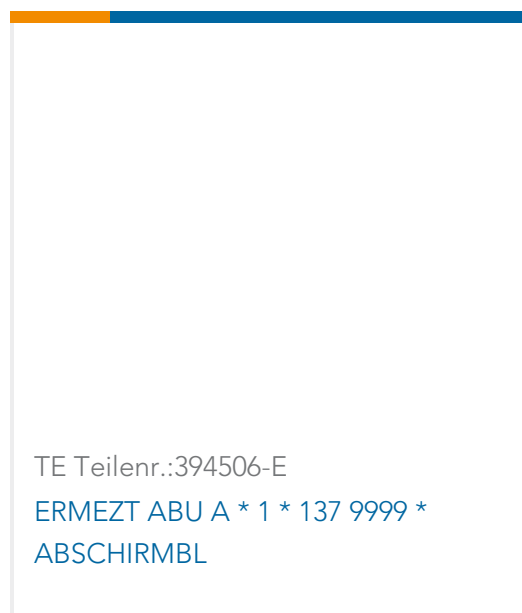 TE Teilenr.:394506-E
ERMEZT ABU A * 1 * 137 9999 *
ABSCHIRMBL